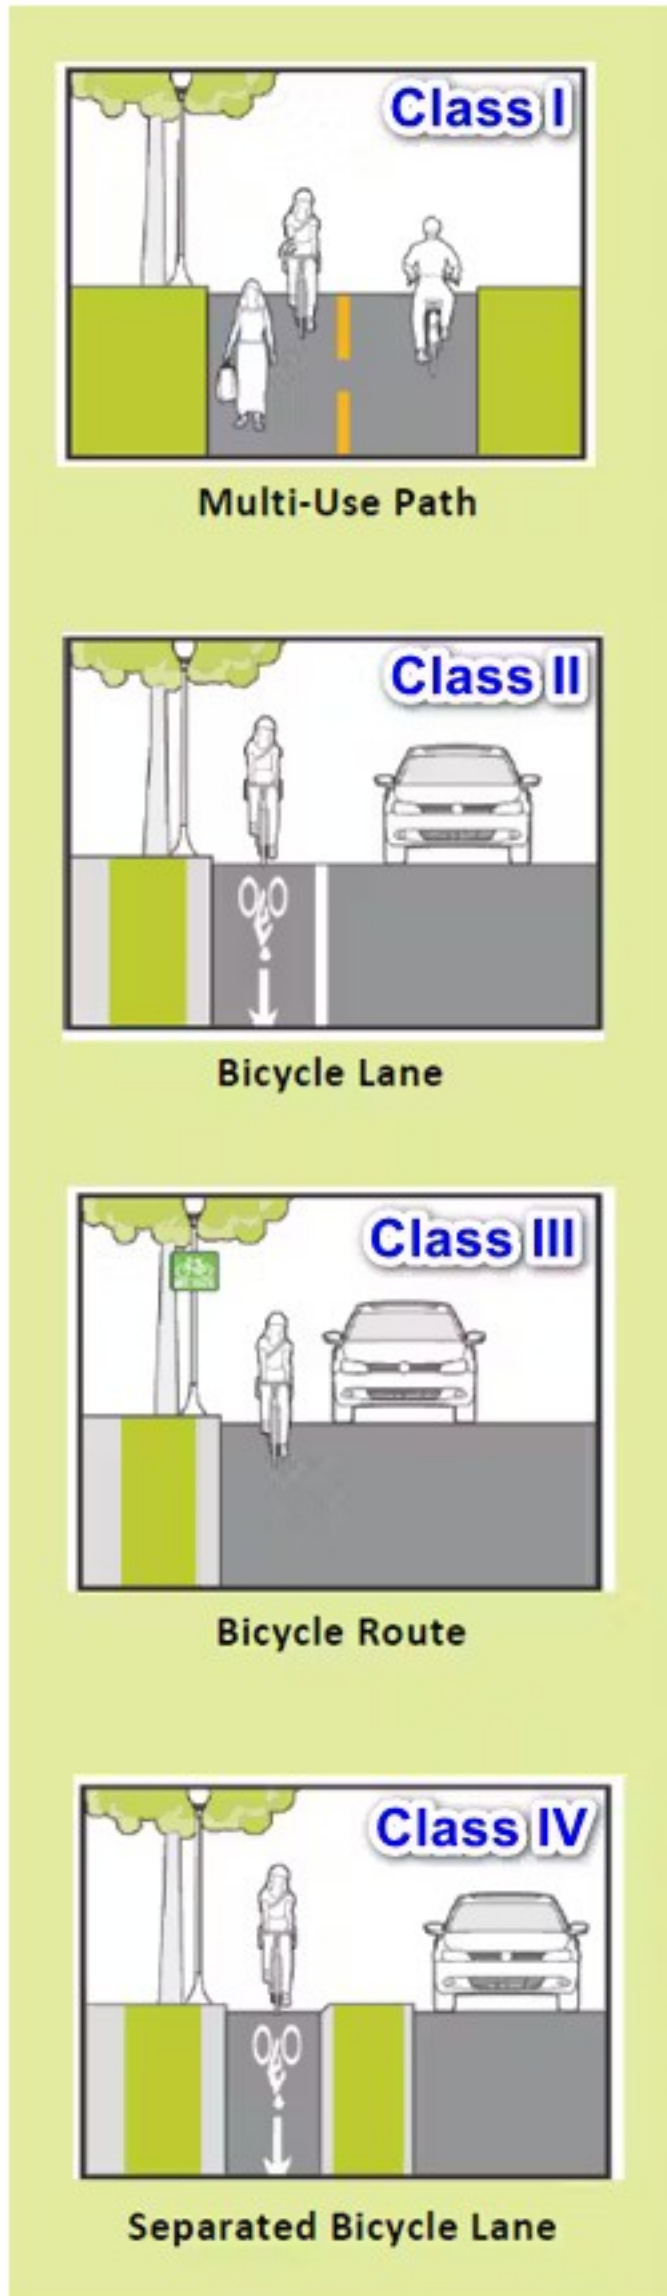 Class I
Multi-Use Path
Class II
Bicycle Lane
Class III
Bicycle Route
Class IV
Separated Bicycle Lane